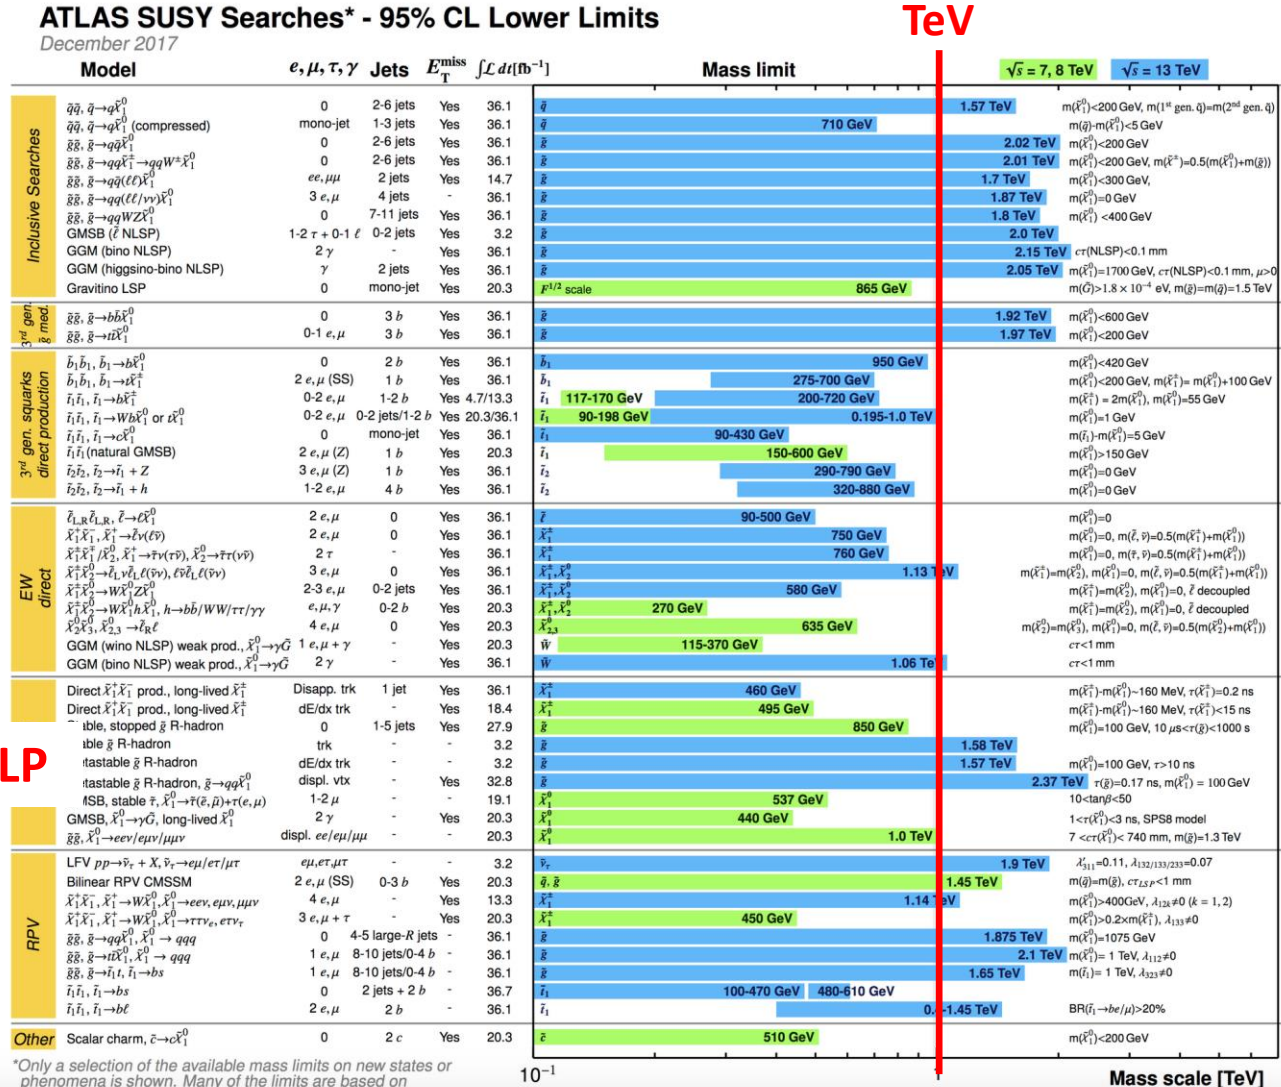 ATLAS SUSY Searches* - 95% CL Lower Limits
TeV
December 2017
Model e, μ, τ, γ Jets E_T^miss ∫L dt[fb⁻¹] Mass limit √s = 7, 8 TeV √s = 13 TeV
Inclusive Searches
q̃q̃, q̃→qχ̃₁⁰ 0 2-6 jets Yes 36.1 q̃ 1.57 TeV m(χ̃₁⁰)<200 GeV, m(1st gen. q̃)=m(2nd gen. q̃)
q̃q̃, q̃→qχ̃₁⁰ (compressed) mono-jet 1-3 jets Yes 36.1 q̃ 710 GeV m(q̃)-m(χ̃₁⁰)<5 GeV
g̃g̃, g̃→qq̄χ̃₁⁰ 0 2-6 jets Yes 36.1 g̃ 2.02 TeV m(χ̃₁⁰)<200 GeV
g̃g̃, g̃→qqχ̃₁±→qqW±χ̃₁⁰ 0 2-6 jets Yes 36.1 g̃ 2.01 TeV m(χ̃₁⁰)<200 GeV, m(χ̃±)=0.5(m(χ̃₁⁰)+m(g̃))
g̃g̃, g̃→qq̄(ℓℓ)χ̃₁⁰ ee, μμ 2 jets Yes 14.7 g̃ 1.7 TeV m(χ̃₁⁰)<300 GeV,
g̃g̃, g̃→qq(ℓℓ/νν)χ̃₁⁰ 3 e, μ 4 jets - 36.1 g̃ 1.87 TeV m(χ̃₁⁰)=0 GeV
g̃g̃, g̃→qqWZχ̃₁⁰ 0 7-11 jets Yes 36.1 g̃ 1.8 TeV m(χ̃₁⁰) <400 GeV
GMSB (ℓ̃ NLSP) 1-2 τ + 0-1 ℓ 0-2 jets Yes 3.2 g̃ 2.0 TeV
GGM (bino NLSP) 2 γ - Yes 36.1 g̃ 2.15 TeV cτ(NLSP)<0.1 mm
GGM (higgsino-bino NLSP) γ 2 jets Yes 36.1 g̃ 2.05 TeV m(χ̃₁⁰)=1700 GeV, cτ(NLSP)<0.1 mm, μ>0
Gravitino LSP 0 mono-jet Yes 20.3 F^1/2 scale 865 GeV m(G̃)>1.8 × 10⁻⁴ eV, m(g̃)=m(q̃)=1.5 TeV
3rd gen. g̃ med.
g̃g̃, g̃→bb̄χ̃₁⁰ 0 3 b Yes 36.1 g̃ 1.92 TeV m(χ̃₁⁰)<600 GeV
g̃g̃, g̃→tt̄χ̃₁⁰ 0-1 e, μ 3 b Yes 36.1 g̃ 1.97 TeV m(χ̃₁⁰)<200 GeV
3rd gen. squarks direct production
b̃₁b̃₁, b̃₁→bχ̃₁⁰ 0 2 b Yes 36.1 b̃₁ 950 GeV m(χ̃₁⁰)<420 GeV
b̃₁b̃₁, b̃₁→tχ̃₁± 2 e, μ (SS) 1 b Yes 36.1 b̃₁ 275-700 GeV m(χ̃₁⁰)<200 GeV, m(χ̃₁±)= m(χ̃₁⁰)+100 GeV
t̃₁t̃₁, t̃₁→bχ̃₁± 0-2 e, μ 1-2 b Yes 4.7/13.3 t̃₁ 117-170 GeV 200-720 GeV m(χ̃₁±) = 2m(χ̃₁⁰), m(χ̃₁⁰)=55 GeV
t̃₁t̃₁, t̃₁→Wbχ̃₁⁰ or tχ̃₁⁰ 0-2 e, μ 0-2 jets/1-2 b Yes 20.3/36.1 t̃₁ 90-198 GeV 0.195-1.0 TeV m(χ̃₁⁰)=1 GeV
t̃₁t̃₁, t̃₁→cχ̃₁⁰ 0 mono-jet Yes 36.1 t̃₁ 90-430 GeV m(t̃₁)-m(χ̃₁⁰)=5 GeV
t̃₁t̃₁(natural GMSB) 2 e, μ (Z) 1 b Yes 20.3 t̃₁ 150-600 GeV m(χ̃₁⁰)>150 GeV
t̃₂t̃₂, t̃₂→t̃₁ + Z 3 e, μ (Z) 1 b Yes 36.1 t̃₂ 290-790 GeV m(χ̃₁⁰)=0 GeV
t̃₂t̃₂, t̃₂→t̃₁ + h 1-2 e, μ 4 b Yes 36.1 t̃₂ 320-880 GeV m(χ̃₁⁰)=0 GeV
EW direct
ℓ̃L,Rℓ̃L,R, ℓ̃→ℓχ̃₁⁰ 2 e, μ 0 Yes 36.1 ℓ̃ 90-500 GeV m(χ̃₁⁰)=0
χ̃₁⁺χ̃₁⁻, χ̃₁⁺→ℓ̃ν(ℓν̃) 2 e, μ 0 Yes 36.1 χ̃₁± 750 GeV m(χ̃₁⁰)=0, m(ℓ̃, ν̃)=0.5(m(χ̃₁±)+m(χ̃₁⁰))
χ̃₁±χ̃₁∓/χ̃₂⁰, χ̃₁⁺→τ̃ν(τν̃), χ̃₂⁰→τ̃τ(νν̃) 2 τ - Yes 36.1 χ̃₁± 760 GeV m(χ̃₁⁰)=0, m(τ̃, ν̃)=0.5(m(χ̃₁±)+m(χ̃₁⁰))
χ̃₁±χ̃₂⁰→ℓ̃Lνℓ̃Lℓ(ν̃ν), ℓν̃ℓ̃Lℓ(ν̃ν) 3 e, μ 0 Yes 36.1 χ̃₁±, χ̃₂⁰ 1.13 TeV m(χ̃₁±)=m(χ̃₂⁰), m(χ̃₁⁰)=0, m(ℓ̃, ν̃)=0.5(m(χ̃₁±)+m(χ̃₁⁰))
χ̃₁±χ̃₂⁰→Wχ̃₁⁰Zχ̃₁⁰ 2-3 e, μ 0-2 jets Yes 36.1 χ̃₁±, χ̃₂⁰ 580 GeV m(χ̃₁±)=m(χ̃₂⁰), m(χ̃₁⁰)=0, ℓ̃ decoupled
χ̃₁±χ̃₂⁰→Wχ̃₁⁰hχ̃₁⁰, h→bb̄/WW/ττ/γγ e, μ, γ 0-2 b Yes 20.3 χ̃₁±, χ̃₂⁰ 270 GeV m(χ̃₁±)=m(χ̃₂⁰), m(χ̃₁⁰)=0, ℓ̃ decoupled
χ̃₂⁰χ̃₃⁰, χ̃₂,₃⁰→ℓ̃Rℓ 4 e, μ 0 Yes 20.3 χ̃₂,₃⁰ 635 GeV m(χ̃₂⁰)=m(χ̃₃⁰), m(χ̃₁⁰)=0, m(ℓ̃, ν̃)=0.5(m(χ̃₂⁰)+m(χ̃₁⁰))
GGM (wino NLSP) weak prod., χ̃₁⁰→γG̃ 1 e, μ + γ - Yes 20.3 W̃ 115-370 GeV cτ<1 mm
GGM (bino NLSP) weak prod., χ̃₁⁰→γG̃ 2 γ - Yes 36.1 W̃ 1.06 Te cτ<1 mm
LP
Direct χ̃₁⁺χ̃₁⁻ prod., long-lived χ̃₁± Disapp. trk 1 jet Yes 36.1 χ̃₁± 460 GeV m(χ̃₁±)-m(χ̃₁⁰)~160 MeV, τ(χ̃₁±)=0.2 ns
Direct χ̃₁⁺χ̃₁⁻ prod., long-lived χ̃₁± dE/dx trk - Yes 18.4 χ̃₁± 495 GeV m(χ̃₁±)-m(χ̃₁⁰)~160 MeV, τ(χ̃₁±)<15 ns
able, stopped g̃ R-hadron 0 1-5 jets Yes 27.9 g̃ 850 GeV m(χ̃₁⁰)=100 GeV, 10 μs<τ(g̃)<1000 s
able g̃ R-hadron trk - - 3.2 g̃ 1.58 TeV
etastable g̃ R-hadron dE/dx trk - - 3.2 g̃ 1.57 TeV m(χ̃₁⁰)=100 GeV, τ>10 ns
etastable g̃ R-hadron, g̃→qqχ̃₁⁰ displ. vtx - Yes 32.8 g̃ 2.37 TeV τ(g̃)=0.17 ns, m(χ̃₁⁰) = 100 GeV
MSB, stable τ̃, χ̃₁⁰→τ̃(ẽ, μ̃)+τ(e, μ) 1-2 μ - - 19.1 χ̃₁⁰ 537 GeV 10<tanβ<50
GMSB, χ̃₁⁰→γG̃, long-lived χ̃₁⁰ 2 γ - Yes 20.3 χ̃₁⁰ 440 GeV 1<τ(χ̃₁⁰)<3 ns, SPS8 model
g̃g̃, χ̃₁⁰→eeν/eμν/μμν displ. ee/eμ/μμ - - 20.3 χ̃₁⁰ 1.0 TeV 7 <cτ(χ̃₁⁰)< 740 mm, m(g̃)=1.3 TeV
RPV
LFV pp→ν̃τ + X, ν̃τ→eμ/eτ/μτ eμ,eτ,μτ - - 3.2 ν̃τ 1.9 TeV λ′₃₁₁=0.11, λ₁₃₂/₁₃₃/₂₃₃=0.07
Bilinear RPV CMSSM 2 e, μ (SS) 0-3 b Yes 20.3 q̃, g̃ 1.45 TeV m(q̃)=m(g̃), cτLSP<1 mm
χ̃₁⁺χ̃₁⁻, χ̃₁⁺→Wχ̃₁⁰, χ̃₁⁰→eeν, eμν, μμν 4 e, μ - Yes 13.3 χ̃₁± 1.14 TeV m(χ̃₁⁰)>400GeV, λ₁₂ₖ≠0 (k = 1, 2)
χ̃₁⁺χ̃₁⁻, χ̃₁⁺→Wχ̃₁⁰, χ̃₁⁰→ττνe, eτντ 3 e, μ + τ - Yes 20.3 χ̃₁± 450 GeV m(χ̃₁⁰)>0.2×m(χ̃₁±), λ₁₃₃≠0
g̃g̃, g̃→qqχ̃₁⁰, χ̃₁⁰ → qqq 0 4-5 large-R jets - 36.1 g̃ 1.875 TeV m(χ̃₁⁰)=1075 GeV
g̃g̃, g̃→tt̄χ̃₁⁰, χ̃₁⁰ → qqq 1 e, μ 8-10 jets/0-4 b - 36.1 g̃ 2.1 TeV m(χ̃₁⁰)= 1 TeV, λ₁₁₂≠0
g̃g̃, g̃→t̃₁t, t̃₁→bs 1 e, μ 8-10 jets/0-4 b - 36.1 g̃ 1.65 TeV m(t̃₁)= 1 TeV, λ₃₂₃≠0
t̃₁t̃₁, t̃₁→bs 0 2 jets + 2 b - 36.7 t̃₁ 100-470 GeV 480-610 GeV
t̃₁t̃₁, t̃₁→bℓ 2 e, μ 2 b - 36.1 t̃₁ 0.4-1.45 TeV BR(t̃₁→be/μ)>20%
Other Scalar charm, c̃→cχ̃₁⁰ 0 2 c Yes 20.3 c̃ 510 GeV m(χ̃₁⁰)<200 GeV
*Only a selection of the available mass limits on new states or
phenomena is shown. Many of the limits are based on
10⁻¹ 1 Mass scale [TeV]